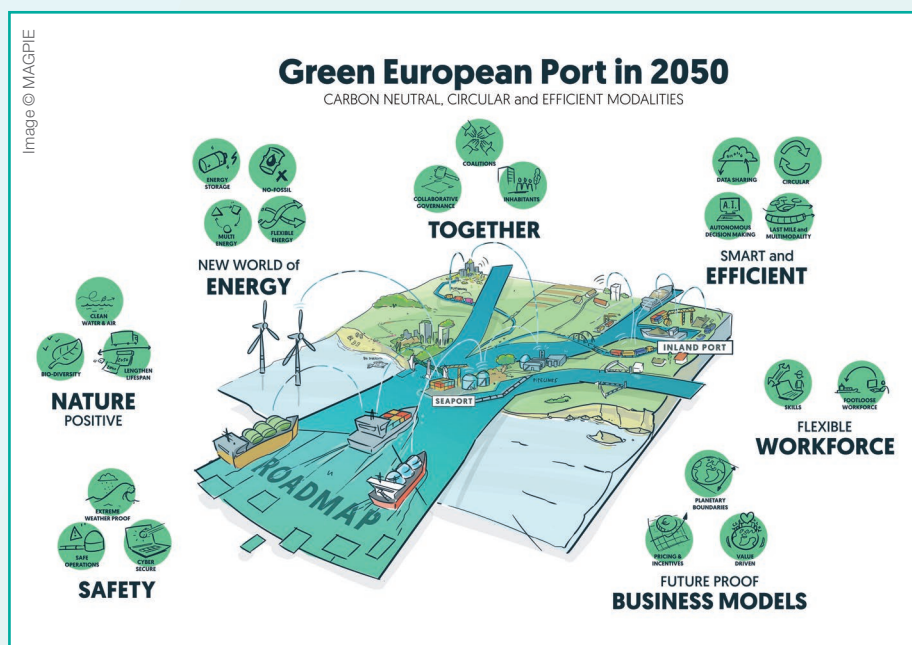 Image © MAGPIE
Green European Port in 2050
CARBON NEUTRAL, CIRCULAR and EFFICIENT MODALITIES
ENERGY
STORAGE
NO-FOSSIL
MULTI
ENERGY
FLEXIBLE
ENERGY
NEW WORLD of
ENERGY
COALITIONS
COLLABORATIVE
GOVERNANCE
INHABITANTS
TOGETHER
DATA SHARING
CIRCULAR
A.I.
AUTONOMOUS
DECISION MAKING
LAST MILE and
MULTIMODALITY
SMART and
EFFICIENT
CLEAN
WATER & AIR
BIO-DIVERSITY
LENGTHEN
LIFESPAN
NATURE
POSITIVE
INLAND PORT
SEAPORT
ROADMAP
SKILLS
FOOTLOOSE
WORKFORCE
FLEXIBLE
WORKFORCE
EXTREME
WEATHER PROOF
SAFE
OPERATIONS
CYBER
SECURE
SAFETY
PLANETARY
BOUNDARIES
PRICING &
INCENTIVES
VALUE
DRIVEN
FUTURE PROOF
BUSINESS MODELS